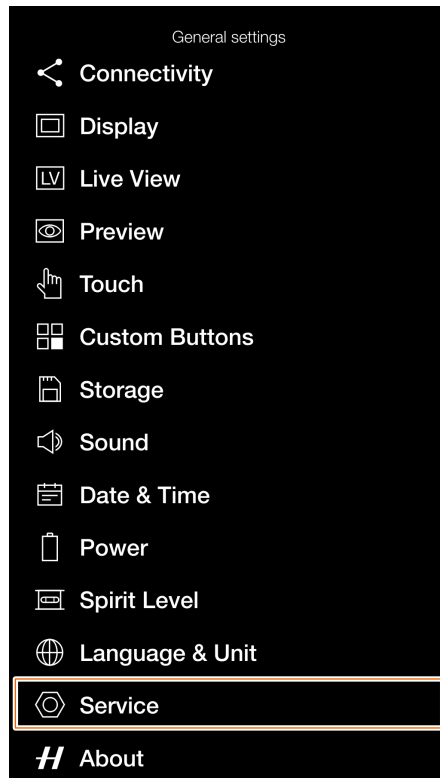 General settings
Connectivity
Display
LV Live View
Preview
Touch
Custom Buttons
Storage
Sound
Date & Time
Power
Spirit Level
Language & Unit
Service
H About